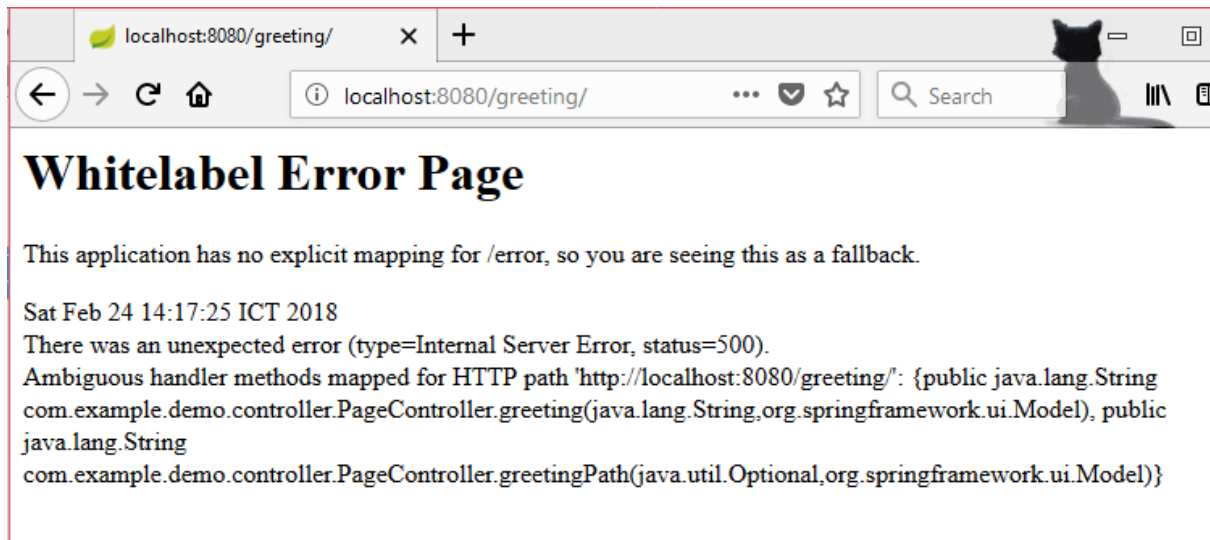 localhost:8080/greeting/
localhost:8080/greeting/
Search
Whitelabel Error Page
This application has no explicit mapping for /error, so you are seeing this as a fallback.
Sat Feb 24 14:17:25 ICT 2018
There was an unexpected error (type=Internal Server Error, status=500).
Ambiguous handler methods mapped for HTTP path 'http://localhost:8080/greeting/': {public java.lang.String
com.example.demo.controller.PageController.greeting(java.lang.String,org.springframework.ui.Model), public
java.lang.String
com.example.demo.controller.PageController.greetingPath(java.util.Optional,org.springframework.ui.Model)}